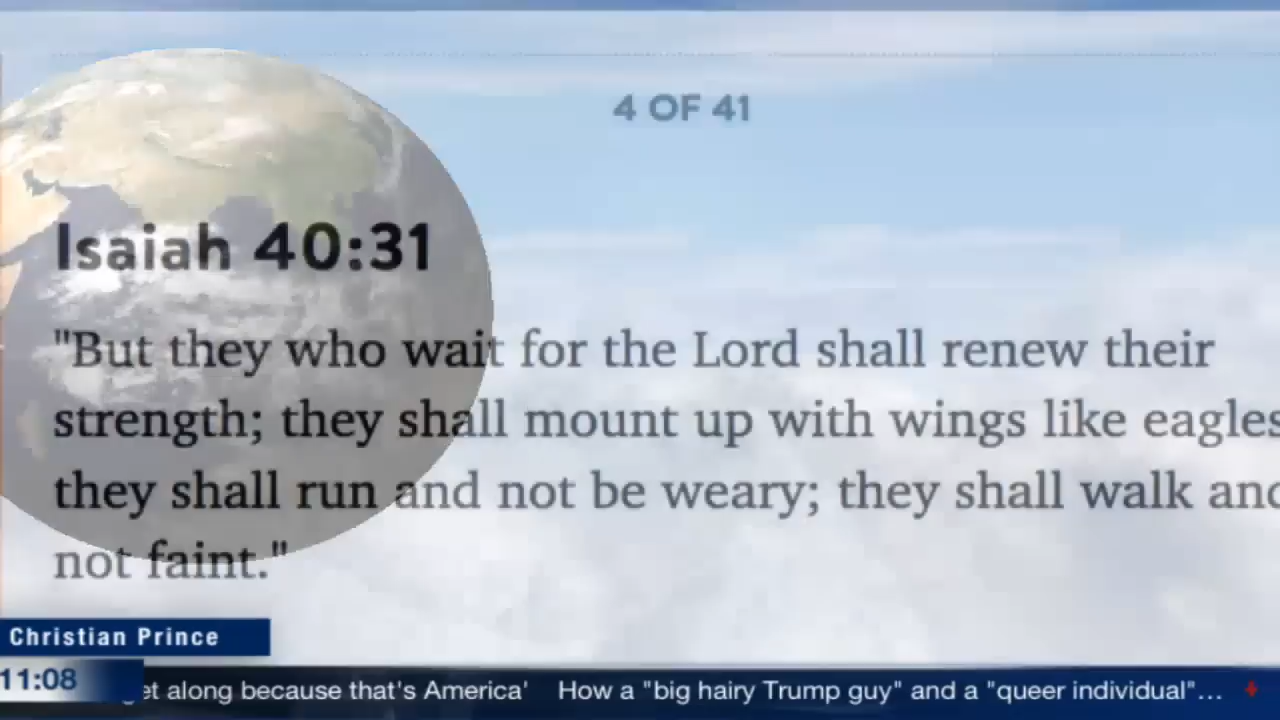 4 OF 41
Isaiah 40:31
"But they who wait for the Lord shall renew their
strength; they shall mount up with wings like eagles
they shall run and not be weary; they shall walk and
not faint."
Christian Prince
11:08
et along because that's America' How a "big hairy Trump guy" and a "queer individual"...